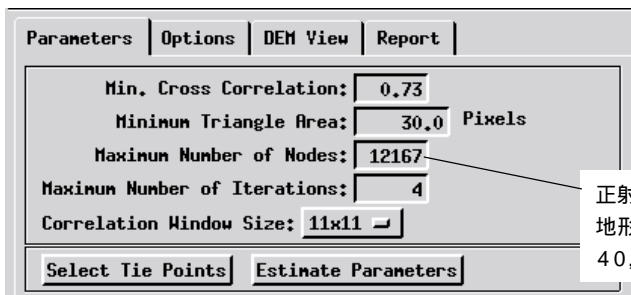 Parameters Options DEM View Report
Min. Cross Correlation: 0.73
Minimum Triangle Area: 30.0 Pixels
Maximum Number of Nodes: 12167
Maximum Number of Iterations: 4
Correlation Window Size: 11x11
Select Tie Points Estimate Parameters
正射
地形
40,